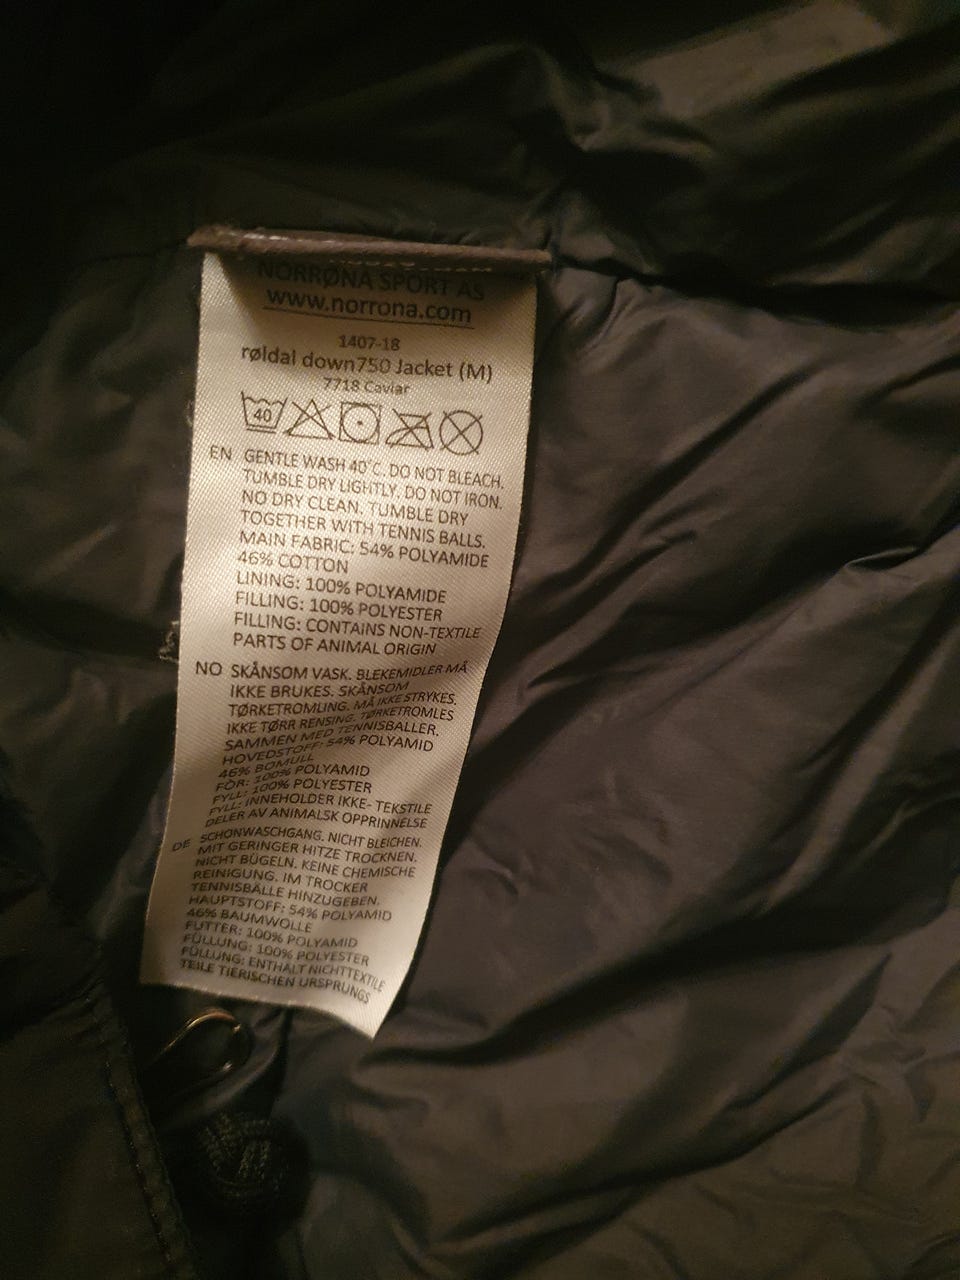 NORRØNA SPORT AS
www.norrona.com
1407-18
røldal down750 Jacket (M)
7718 Caviar
40
EN GENTLE WASH 40°C. DO NOT BLEACH.
TUMBLE DRY LIGHTLY. DO NOT IRON.
NO DRY CLEAN. TUMBLE DRY
TOGETHER WITH TENNIS BALLS.
MAIN FABRIC: 54% POLYAMIDE
46% COTTON
LINING: 100% POLYAMIDE
FILLING: 100% POLYESTER
FILLING: CONTAINS NON-TEXTILE
PARTS OF ANIMAL ORIGIN
NO SKÅNSOM VASK. BLEKEMIDLER MÅ
IKKE BRUKES. SKÅNSOM
TØRKETROMLING. MÅ IKKE STRYKES.
IKKE TØRR RENSING. TØRKETROMLES
SAMMEN MED TENNISBALLER.
HOVEDSTOFF: 54% POLYAMID
46% BOMULL
FÔR: 100% POLYAMID
FYLL: 100% POLYESTER
FYLL: INNEHOLDER IKKE- TEKSTILE
DELER AV ANIMALSK OPPRINNELSE
DE SCHONWASCHGANG. NICHT BLEICHEN.
MIT GERINGER HITZE TROCKNEN.
NICHT BÜGELN. KEINE CHEMISCHE
REINIGUNG. IM TROCKER
TENNISBÄLLE HINZUGEBEN.
HAUPTSTOFF: 54% POLYAMID
46% BAUMWOLLE
FUTTER: 100% POLYAMID
FÜLLUNG: 100% POLYESTER
FÜLLUNG: ENTHÄLT NICHTTEXTILE
TEILE TIERISCHEN URSPRUNGS